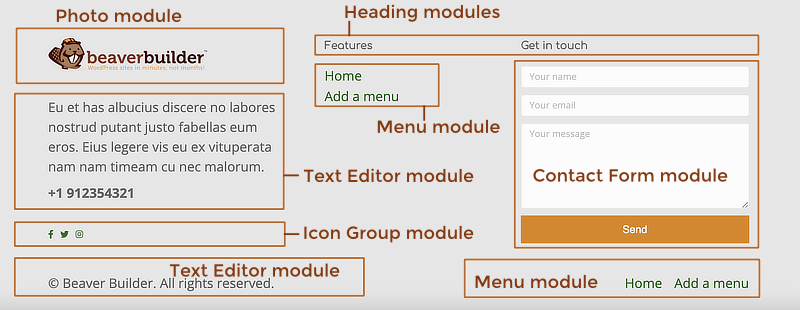 Photo module
Heading modules
beaverbuilder™
WordPress sites in minutes, not months!
Features
Get in touch
Home
Add a menu
Menu module
Your name
Your email
Your message
Contact Form module
Send
Eu et has albucius discere no labores
nostrud putant justo fabellas eum
eros. Eius legere vis eu ex vituperata
nam nam timeam cu nec malorum.
+1 912354321
Text Editor module
Icon Group module
Text Editor module
© Beaver Builder. All rights reserved.
Menu module
Home Add a menu